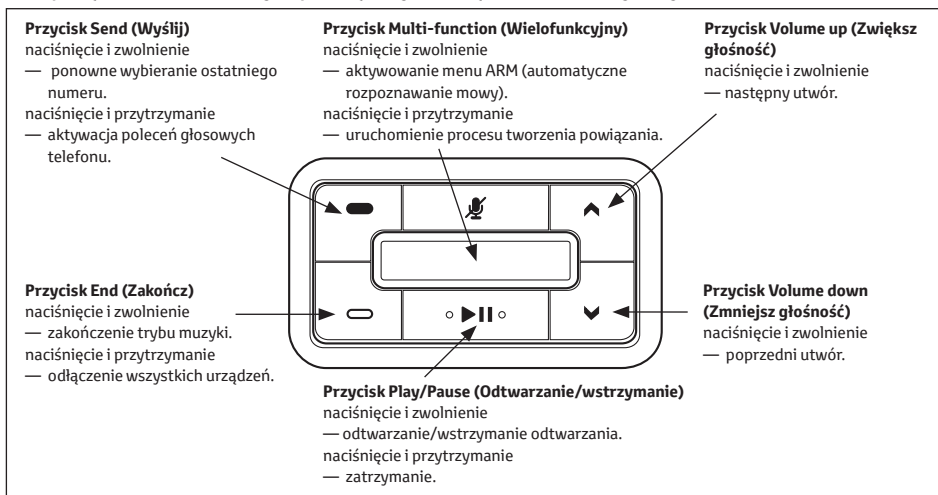 Przycisk Send (Wyślij)
naciśnięcie i zwolnienie
— ponowne wybieranie ostatniego
numeru.
naciśnięcie i przytrzymanie
— aktywacja poleceń głosowych
telefonu.
Przycisk Multi-function (Wielofunkcyjny)
naciśnięcie i zwolnienie
— aktywowanie menu ARM (automatyczne
rozpoznawanie mowy).
naciśnięcie i przytrzymanie
— uruchomienie procesu tworzenia powiązania.
Przycisk Volume up (Zwiększ
głośność)
naciśnięcie i zwolnienie
— następny utwór.
Przycisk End (Zakończ)
naciśnięcie i zwolnienie
— zakończenie trybu muzyki.
naciśnięcie i przytrzymanie
— odłączenie wszystkich urządzeń.
Przycisk Play/Pause (Odtwarzanie/wstrzymanie)
naciśnięcie i zwolnienie
— odtwarzanie/wstrzymanie odtwarzania.
naciśnięcie i przytrzymanie
— zatrzymanie.
Przycisk Volume down
(Zmniejsz głośność)
naciśnięcie i zwolnienie
— poprzedni utwór.